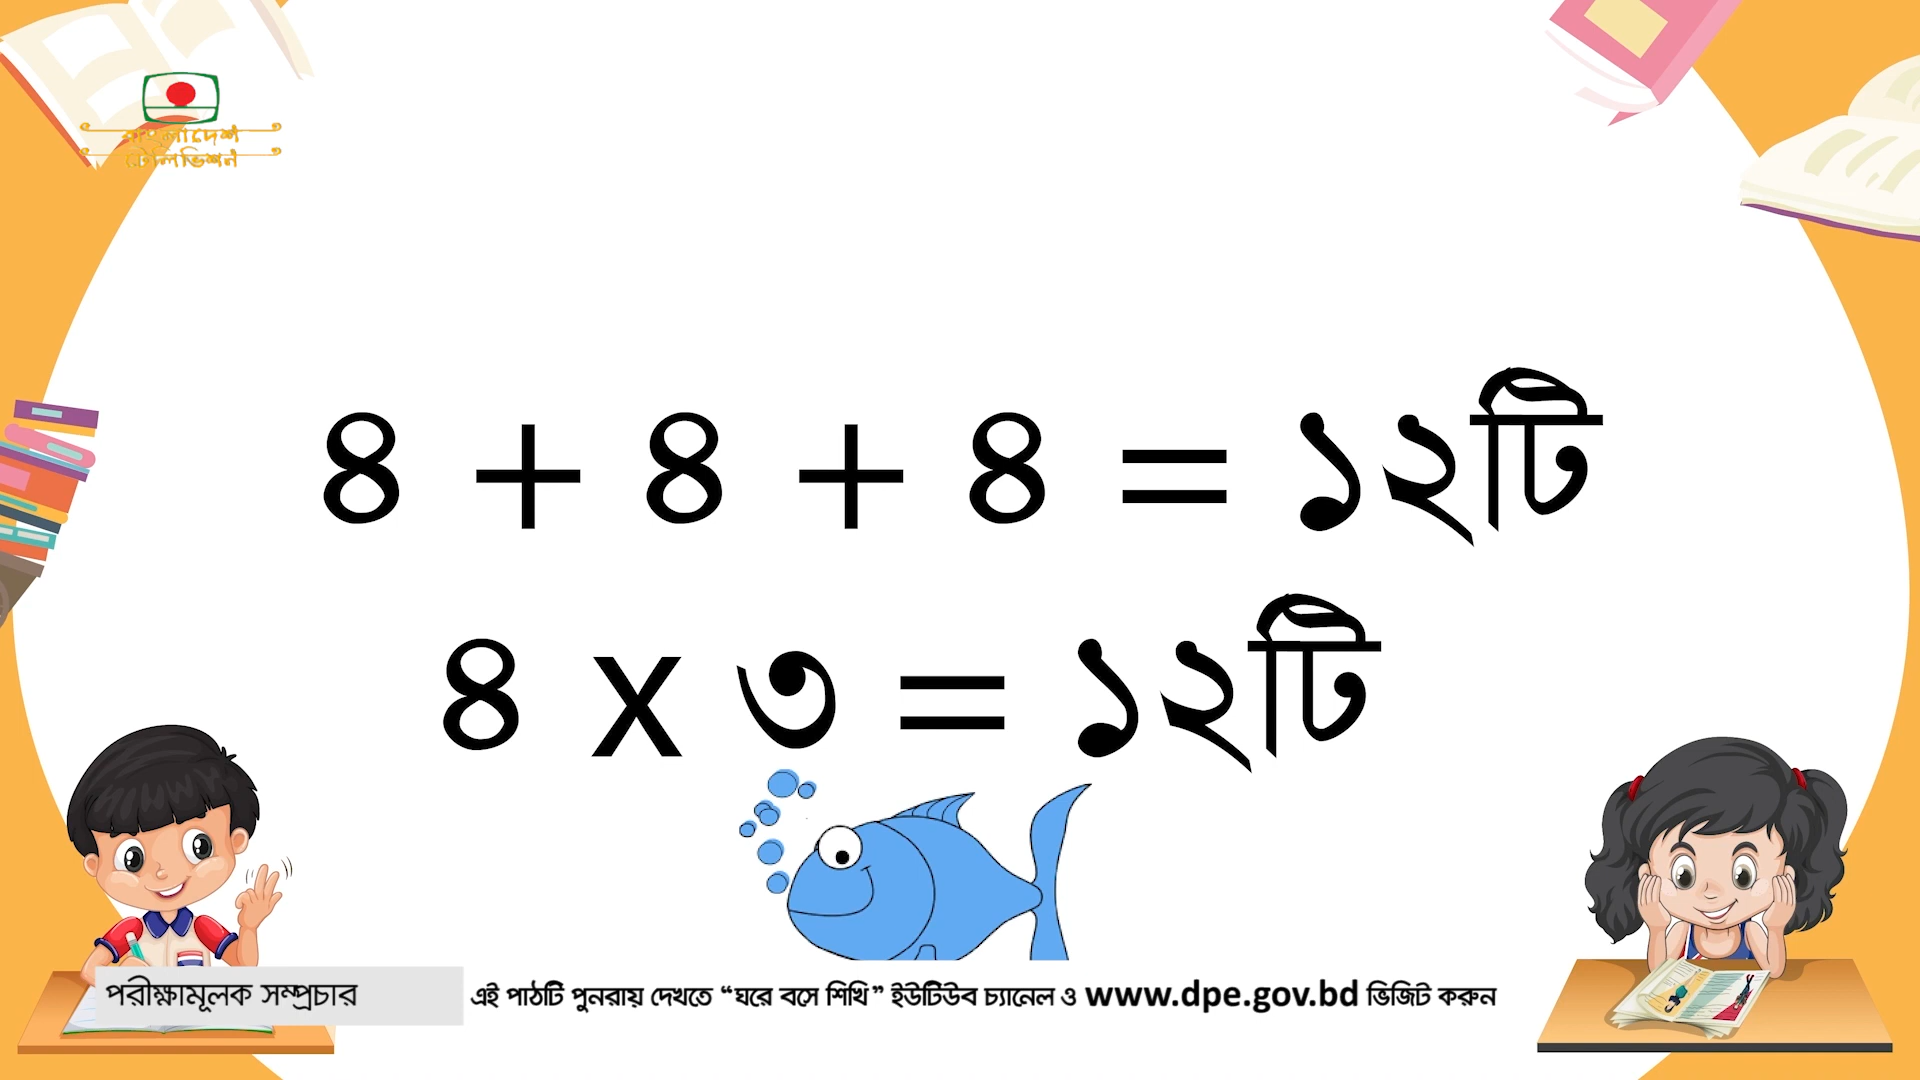 বাংলাদেশ
টেলিভিশন
৪ + ৪ + ৪ = ১২টি
৪ x ৩ = ১২টি
পরীক্ষামূলক সম্প্রচার
এই পাঠটি পুনরায় দেখতে “ঘরে বসে শিখি” ইউটিউব চ্যানেল ও www.dpe.gov.bd ভিজিট করুন